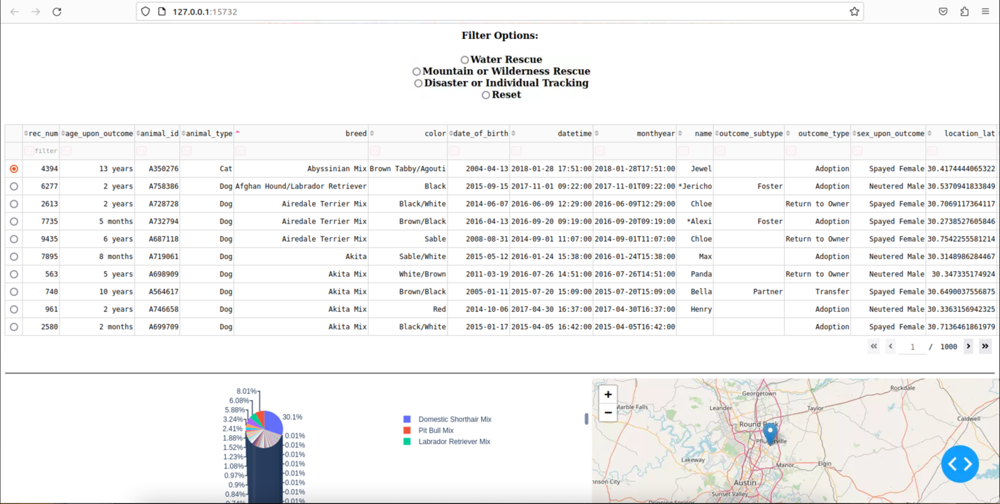 127.0.0.1:15732
Filter Options:
Water Rescue
Mountain or Wilderness Rescue
Disaster or Individual Tracking
Reset
rec_num age_upon_outcome animal_id animal_type breed color date_of_birth datetime monthyear name outcome_subtype outcome_type sex_upon_outcome location_lat
filter
4394 13 years A350276 Cat Abyssinian Mix Brown Tabby/Agouti 2004-04-13 2018-01-28 17:51:00 2018-01-28T17:51:00 Jewel Adoption Spayed Female 30.4174444065322
6277 2 years A758386 Dog Afghan Hound/Labrador Retriever Black 2015-09-15 2017-11-01 09:22:00 2017-11-01T09:22:00 *Jericho Foster Adoption Neutered Male 30.5370941833849
2613 2 years A728728 Dog Airedale Terrier Mix Black/White 2014-06-07 2016-06-09 12:29:00 2016-06-09T12:29:00 Chloe Return to Owner Spayed Female 30.7069117364117
7735 5 months A732794 Dog Airedale Terrier Mix Brown/Black 2016-04-13 2016-09-20 09:19:00 2016-09-20T09:19:00 *Alexi Foster Adoption Spayed Female 30.2738527605846
9435 6 years A687118 Dog Airedale Terrier Mix Sable 2008-08-31 2014-09-01 11:07:00 2014-09-01T11:07:00 Chloe Return to Owner Spayed Female 30.7542255581214
7895 8 months A719061 Dog Akita Sable/White 2015-05-12 2016-01-24 15:38:00 2016-01-24T15:38:00 Max Adoption Neutered Male 30.3148986284467
563 5 years A698909 Dog Akita Mix White/Brown 2011-03-19 2016-07-26 14:51:00 2016-07-26T14:51:00 Panda Return to Owner Neutered Male 30.347335174924
740 10 years A564617 Dog Akita Mix Brown/Black 2005-01-11 2015-07-20 15:09:00 2015-07-20T15:09:00 Bella Partner Transfer Spayed Female 30.6490037556875
961 2 years A746658 Dog Akita Mix Red 2014-10-06 2017-04-30 16:37:00 2017-04-30T16:37:00 Henry Adoption Neutered Male 30.3363156942325
2580 2 months A699709 Dog Akita Mix Black/White 2015-01-17 2015-04-05 16:42:00 2015-04-05T16:42:00 Adoption Spayed Female 30.7136461861979
1 / 1000
8.01%
6.08%
5.88%
3.24%
2.41%
1.88%
1.52%
1.23%
1.08%
0.97%
0.9%
0.84%
0.74%
30.1%
0.01%
0.01%
0.01%
0.01%
0.01%
0.01%
0.01%
0.01%
Domestic Shorthair Mix
Pit Bull Mix
Labrador Retriever Mix
+
−
Rockdale
Georgetown
Marble Falls
Leander
Taylor
Caldwell
Round
Pflugerville
Lakeway
Manor
Elgin
Austin
Sunset Valley
Dripping Springs